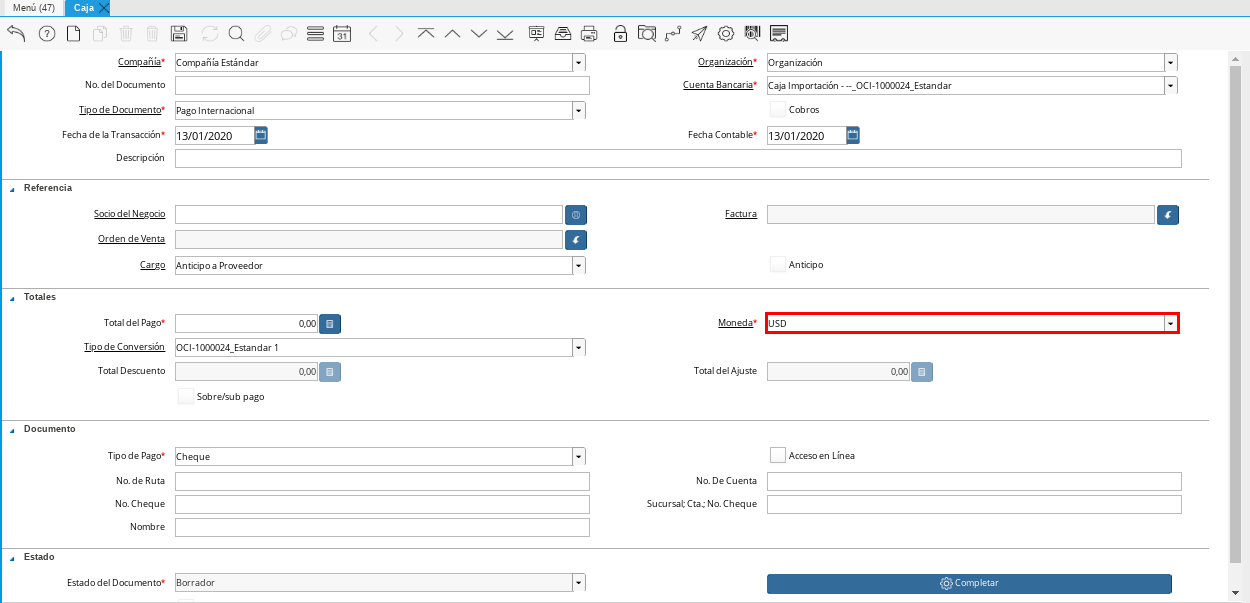 Menú (47) Caja
31
Compañía* Compañía Estándar Organización* Organización
No. del Documento Cuenta Bancaria* Caja Importación - --_OCI-1000024_Estandar
Tipo de Documento* Pago Internacional Cobros
Fecha de la Transacción* 13/01/2020 Fecha Contable* 13/01/2020
Descripción
Referencia
Socio del Negocio Factura
Orden de Venta
Cargo Anticipo a Proveedor Anticipo
Totales
Total del Pago* 0,00 Moneda* USD
Tipo de Conversión OCI-1000024_Estandar 1
Total Descuento 0,00 Total del Ajuste 0,00
Sobre/sub pago
Documento
Tipo de Pago* Cheque Acceso en Línea
No. de Ruta No. De Cuenta
No. Cheque Sucursal; Cta.; No. Cheque
Nombre
Estado
Estado del Documento* Borrador Completar